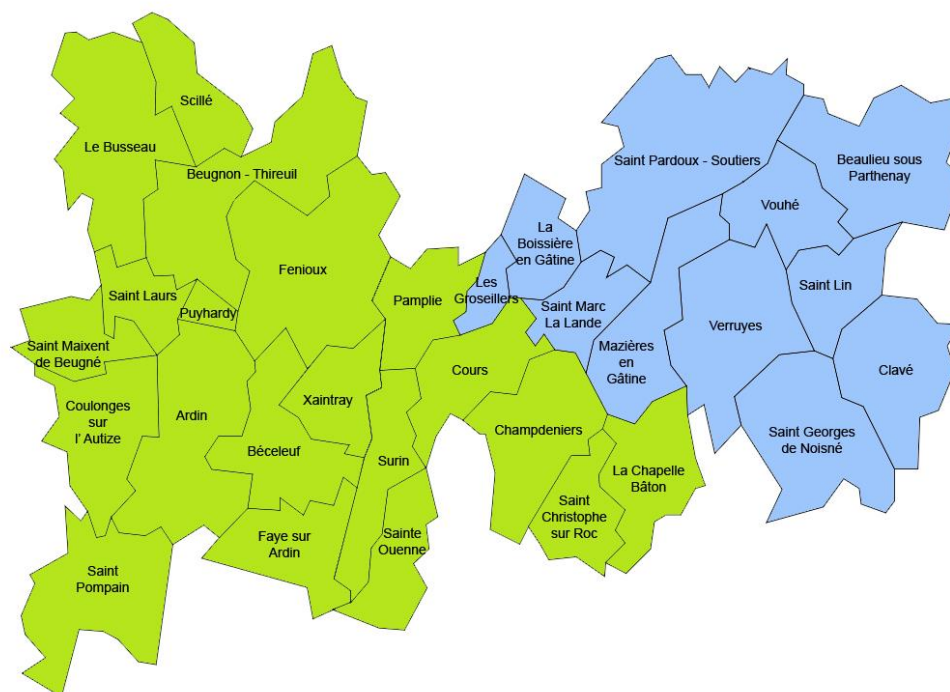 Scillé
Le Busseau
Beugnon - Thireuil
Saint Pardoux - Soutiers
Beaulieu sous
Parthenay
Vouhé
La
Boissière
en Gâtine
Fenioux
Saint Laurs
Puyhardy
Pamplie
Les
Groseillers
Saint Marc
La Lande
Saint Lin
Verruyes
Saint Maixent
de Beugné
Mazières
en
Gâtine
Cours
Clavé
Xaintray
Coulonges
sur
l' Autize
Ardin
Champdeniers
Saint Georges
de Noisné
Béceleuf
Surin
La Chapelle
Bâton
Saint
Christophe
sur Roc
Faye sur
Ardin
Sainte
Ouenne
Saint
Pompain